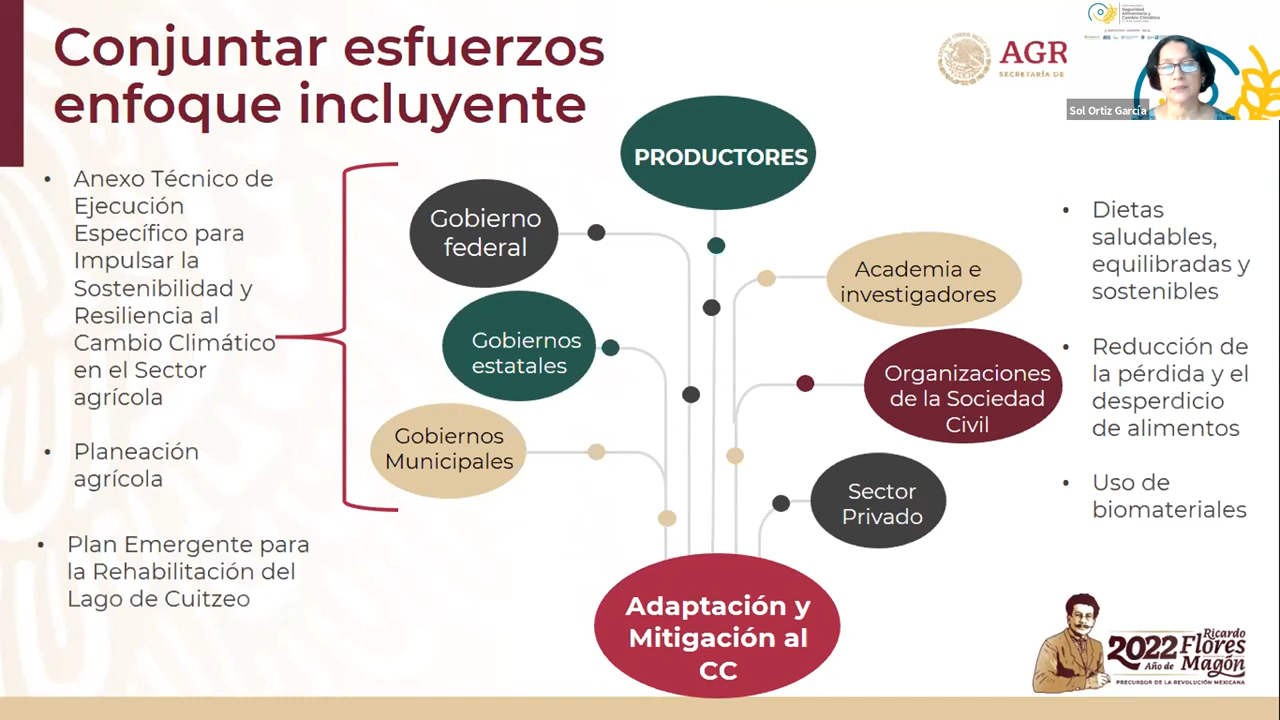 Conjuntar esfuerzos
enfoque incluyente
Seguridad
Alimentaria y
Cambio Climático
AGR
SECRETARÍA DE
Sol Ortiz García
Anexo Técnico de
Ejecución
Específico para
Impulsar la
Sostenibilidad y
Resiliencia al
Cambio Climático
en el Sector
agrícola
Planeación
agrícola
Plan Emergente para
la Rehabilitación del
Lago de Cuitzeo
PRODUCTORES
Gobierno
federal
Gobiernos
estatales
Gobiernos
Municipales
Academia e
investigadores
Organizaciones
de la Sociedad
Civil
Sector
Privado
Adaptación y
Mitigación al
CC
Dietas
saludables,
equilibradas y
sostenibles
Reducción de
la pérdida y el
desperdicio
de alimentos
Uso de
biomateriales
2022 Ricardo
Año de Flores
Magón
PRECURSOR DE LA REVOLUCIÓN MEXICANA